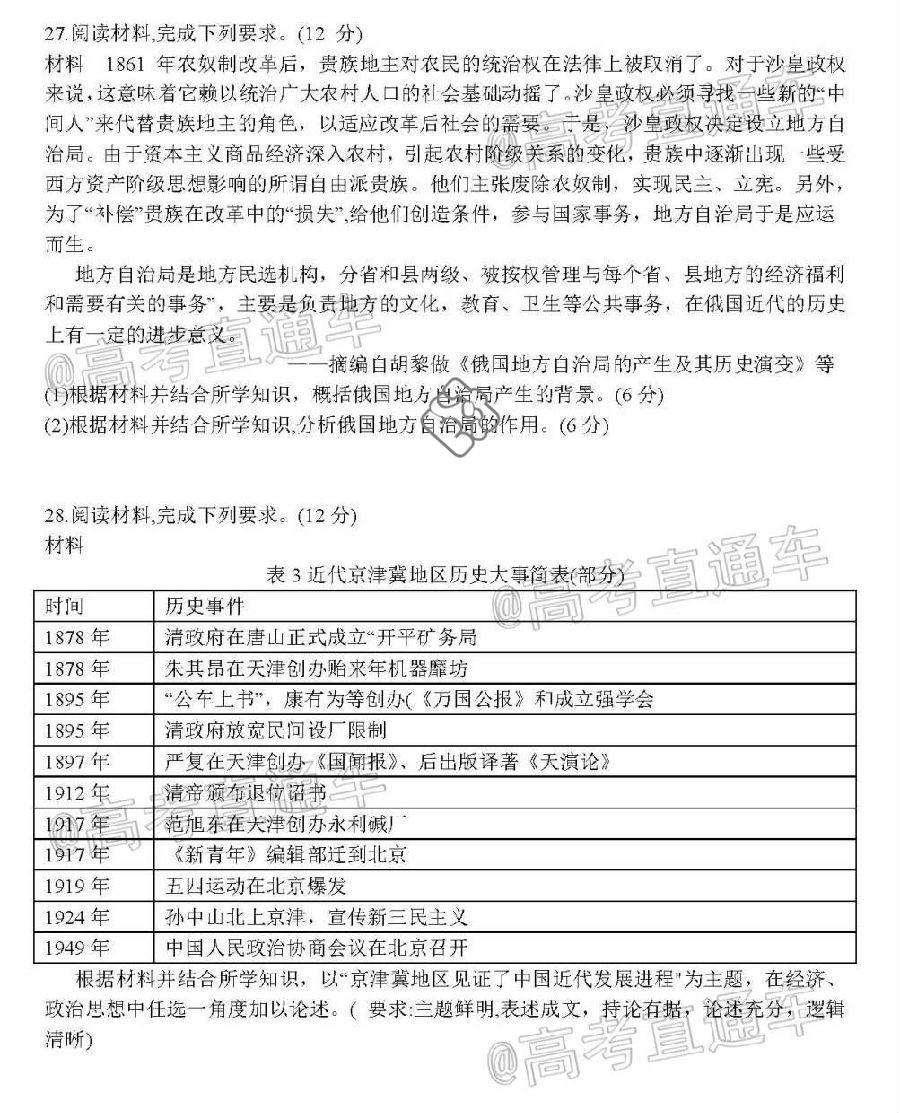 27.阅读材料,完成下列要求。(12 分)
材料 1861 年农奴制改革后，贵族地主对农民的统治权在法律上被取消了。对于沙皇政权
来说，这意味着它赖以统治广大农村人口的社会基础动摇了。沙皇政权必须寻找一些新的“中
间人”来代替贵族地主的角色，以适应改革后社会的需要。于是，沙皇政权决定设立地方自
治局。由于资本主义商品经济深入农村，引起农村阶级关系的变化，贵族中逐渐出现一些受
西方资产阶级思想影响的所谓自由派贵族。他们主张废除农奴制，实现民主、立宪。另外，
为了“补偿”贵族在改革中的“损失”,给他们创造条件，参与国家事务，地方自治局于是应运
而生。
地方自治局是地方民选机构，分省和县两级、被按权管理与每个省、县地方的经济福利
和需要有关的事务”，主要是负责地方的文化，教育、卫生等公共事务，在俄国近代的历史
上有一定的进步意义。
——摘编自胡黎做《俄国地方自治局的产生及其历史演变》等
(1)根据材料并结合所学知识，概括俄国地方自治局产生的背景。(6 分)
(2)根据材料并结合所学知识,分析俄国地方自治局的作用。(6 分)
28.阅读材料,完成下列要求。(12 分)
材料
表 3 近代京津冀地区历史大事简表(部分)
时间 历史事件
1878 年 清政府在唐山正式成立“开平矿务局
1878 年 朱其昂在天津创办贻来牟机器靡坊
1895 年 “公车上书”，康有为等创办(《万国公报》和成立强学会
1895 年 清政府放宽民间设厂限制
1897 年 严复在天津创办《国闻报》、后出版译著《天演论》
1912 年 清帝颁布退位诏书
1917 年 范旭东在天津创办永利碱厂
1917 年 《新青年》编辑部迁到北京
1919 年 五四运动在北京爆发
1924 年 孙中山北上京津，宣传新三民主义
1949 年 中国人民政治协商会议在北京召开
根据材料并结合所学知识，以“京津冀地区见证了中国近代发展进程"为主题，在经济、
政治思想中任选一角度加以论述。( 要求:主题鲜明,表述成文，持论有据，论述充分，逻辑
清晰)
@高考直通车
@高考直通车
@高考直通车
@高考直通车
@高考直通车